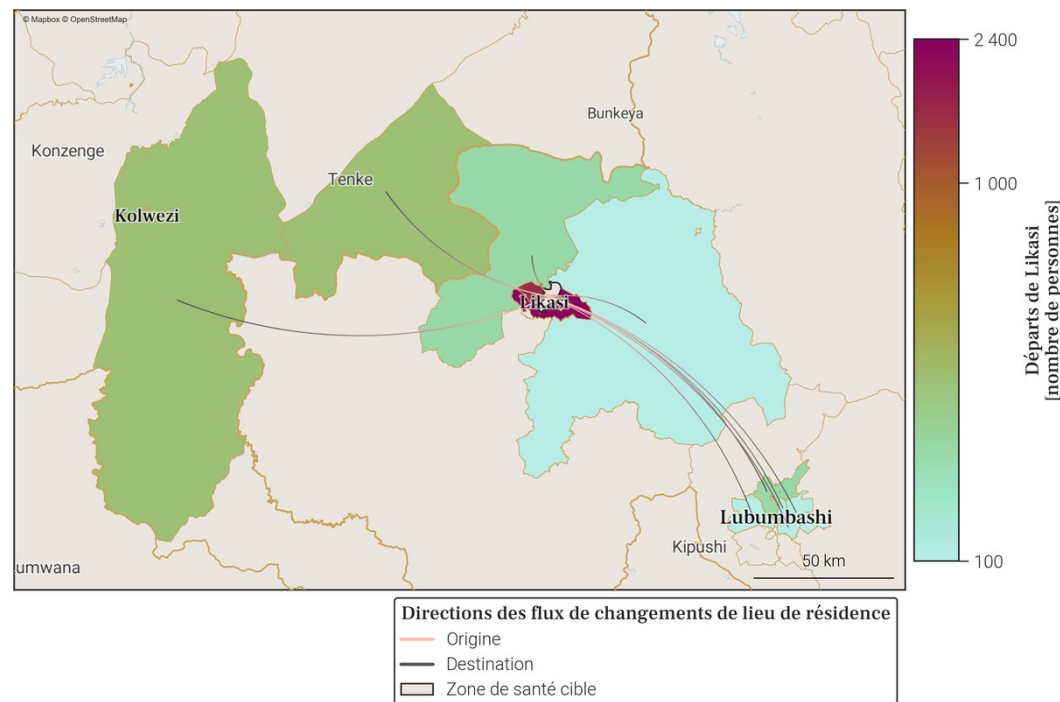 © Mapbox © OpenStreetMap
2 400
Bunkeya
Konzenge
Tenke
1 000
Kolwezi
Likasi
Départs de Likasi
[nombre de personnes]
Lubumbashi
Kipushi
50 km
100
umwana
Directions des flux de changements de lieu de résidence
Origine
Destination
Zone de santé cible